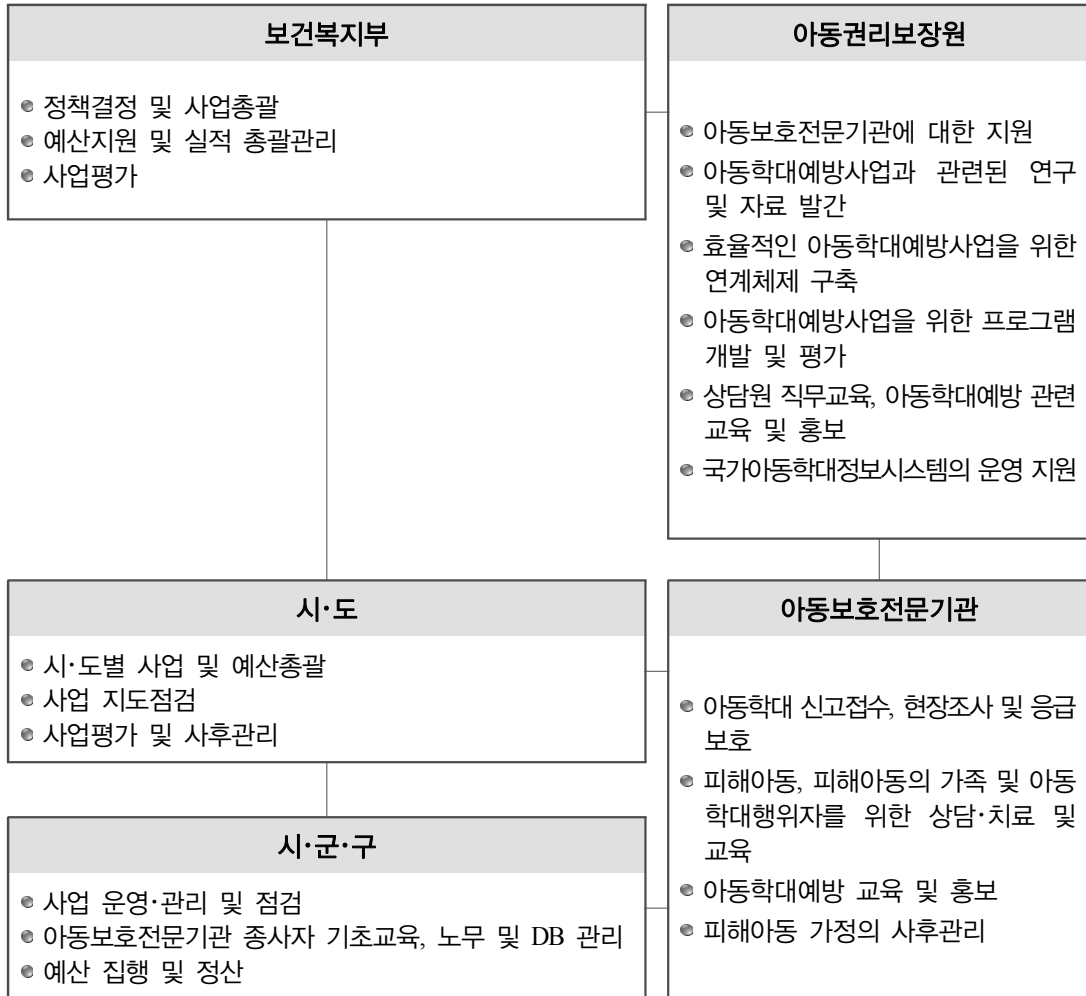 보건복지부
● 정책결정 및 사업총괄
● 예산지원 및 실적 총괄관리
● 사업평가
아동권리보장원
● 아동보호전문기관에 대한 지원
● 아동학대예방사업과 관련된 연구
및 자료 발간
● 효율적인 아동학대예방사업을 위한
연계체제 구축
● 아동학대예방사업을 위한 프로그램
개발 및 평가
● 상담원 직무교육, 아동학대예방 관련
교육 및 홍보
● 국가아동학대정보시스템의 운영 지원
시·도
● 시·도별 사업 및 예산총괄
● 사업 지도점검
● 사업평가 및 사후관리
시·군·구
● 사업 운영·관리 및 점검
● 아동보호전문기관 종사자 기초교육, 노무 및 DB 관리
● 예산 집행 및 정산
아동보호전문기관
● 아동학대 신고접수, 현장조사 및 응급
보호
● 피해아동, 피해아동의 가족 및 아동
학대행위자를 위한 상담·치료 및
교육
● 아동학대예방 교육 및 홍보
● 피해아동 가정의 사후관리